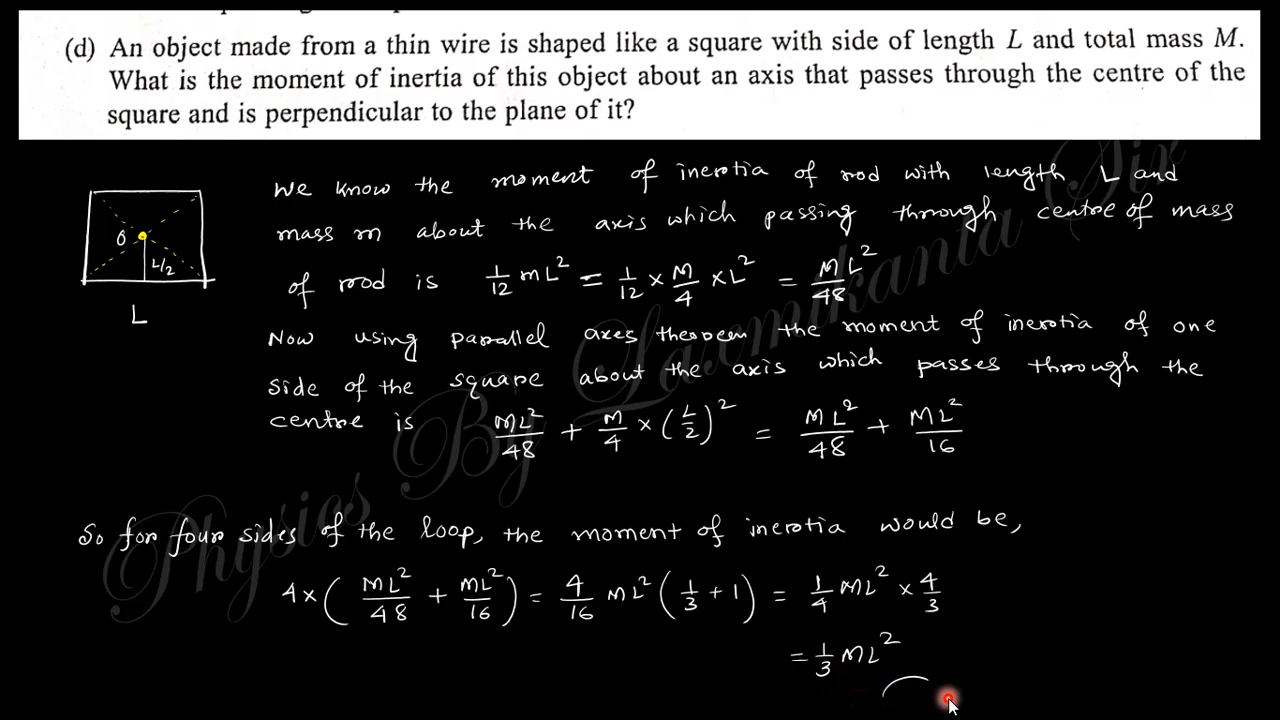 (d) An object made from a thin wire is shaped like a square with side of length L and total mass M.
What is the moment of inertia of this object about an axis that passes through the centre of the
square and is perpendicular to the plane of it?
We know the moment of inertia of rod with length L and
mass m about the axis which passing through centre of mass
of rod is 1/12 mL² = 1/12 × M/4 × L² = ML²/48
O
L/2
L
Now using parallel axes theorem the moment of inertia of one
side of the square about the axis which passes through the
centre is ML²/48 + M/4 × (L/2)² = ML²/48 + ML²/16
So for four sides of the loop, the moment of inertia would be,
4× (ML²/48 + ML²/16) = 4/16 ML² (1/3 + 1) = 1/4 ML² × 4/3
= 1/3 ML²
Physics By Laxmikanta Sir